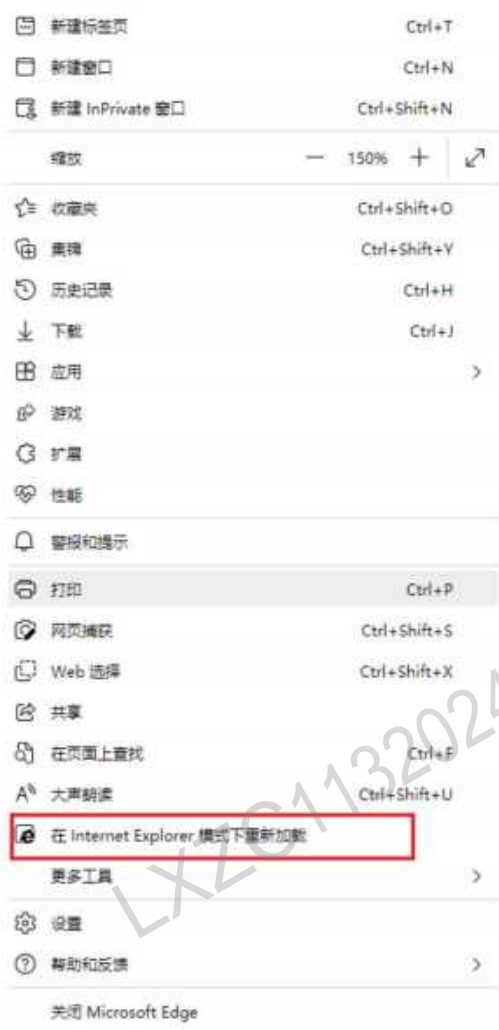 新建标签页 Ctrl+T
新建窗口 Ctrl+N
新建 InPrivate 窗口 Ctrl+Shift+N
缩放 — 150% +
收藏夹 Ctrl+Shift+O
集锦 Ctrl+Shift+Y
历史记录 Ctrl+H
下载 Ctrl+J
应用
游戏
扩展
性能
警报和提示
打印 Ctrl+P
网页捕获 Ctrl+Shift+S
Web 选择 Ctrl+Shift+X
共享
在页面上查找 Ctrl+F
大声朗读 Ctrl+Shift+U
在 Internet Explorer 模式下重新加载
更多工具
设置
帮助和反馈
关闭 Microsoft Edge
LXZC1132024